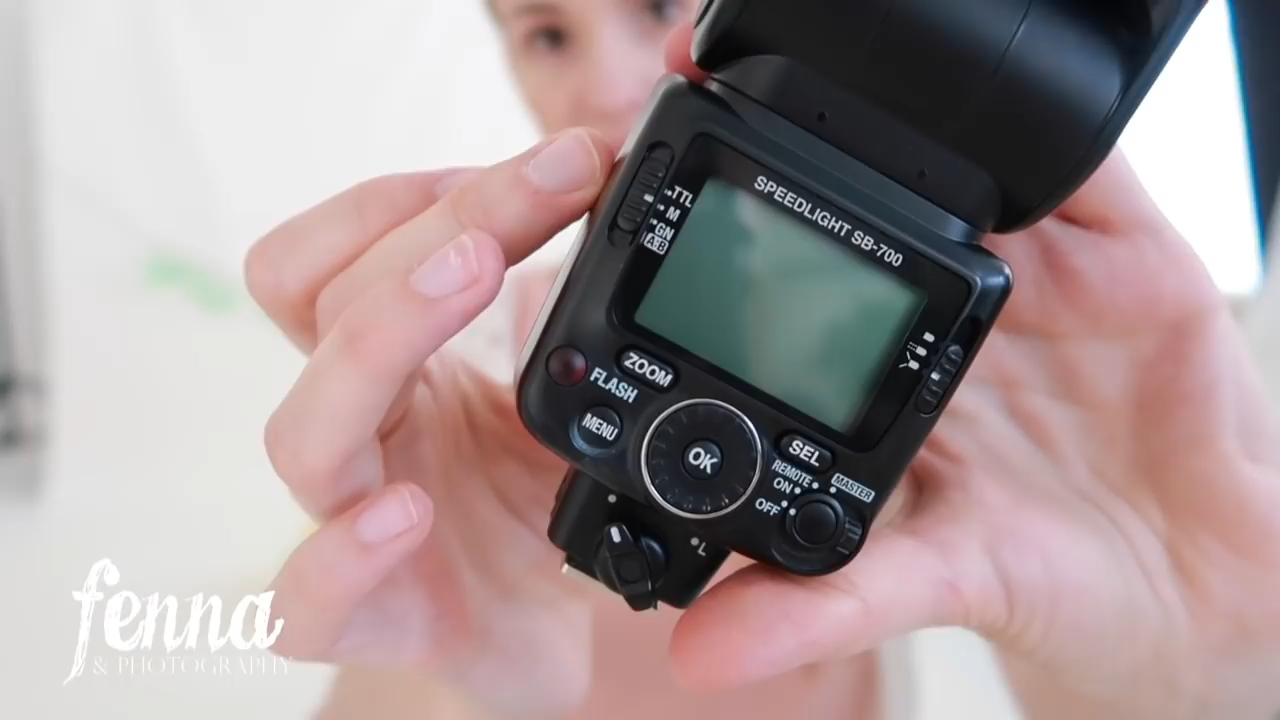 SPEEDLIGHT SB-700
TTL
M
GN
A:B
ZOOM
FLASH
MENU
OK
SEL
REMOTE
MASTER
ON
OFF
L
fenna
& PHOTOGRAPHY